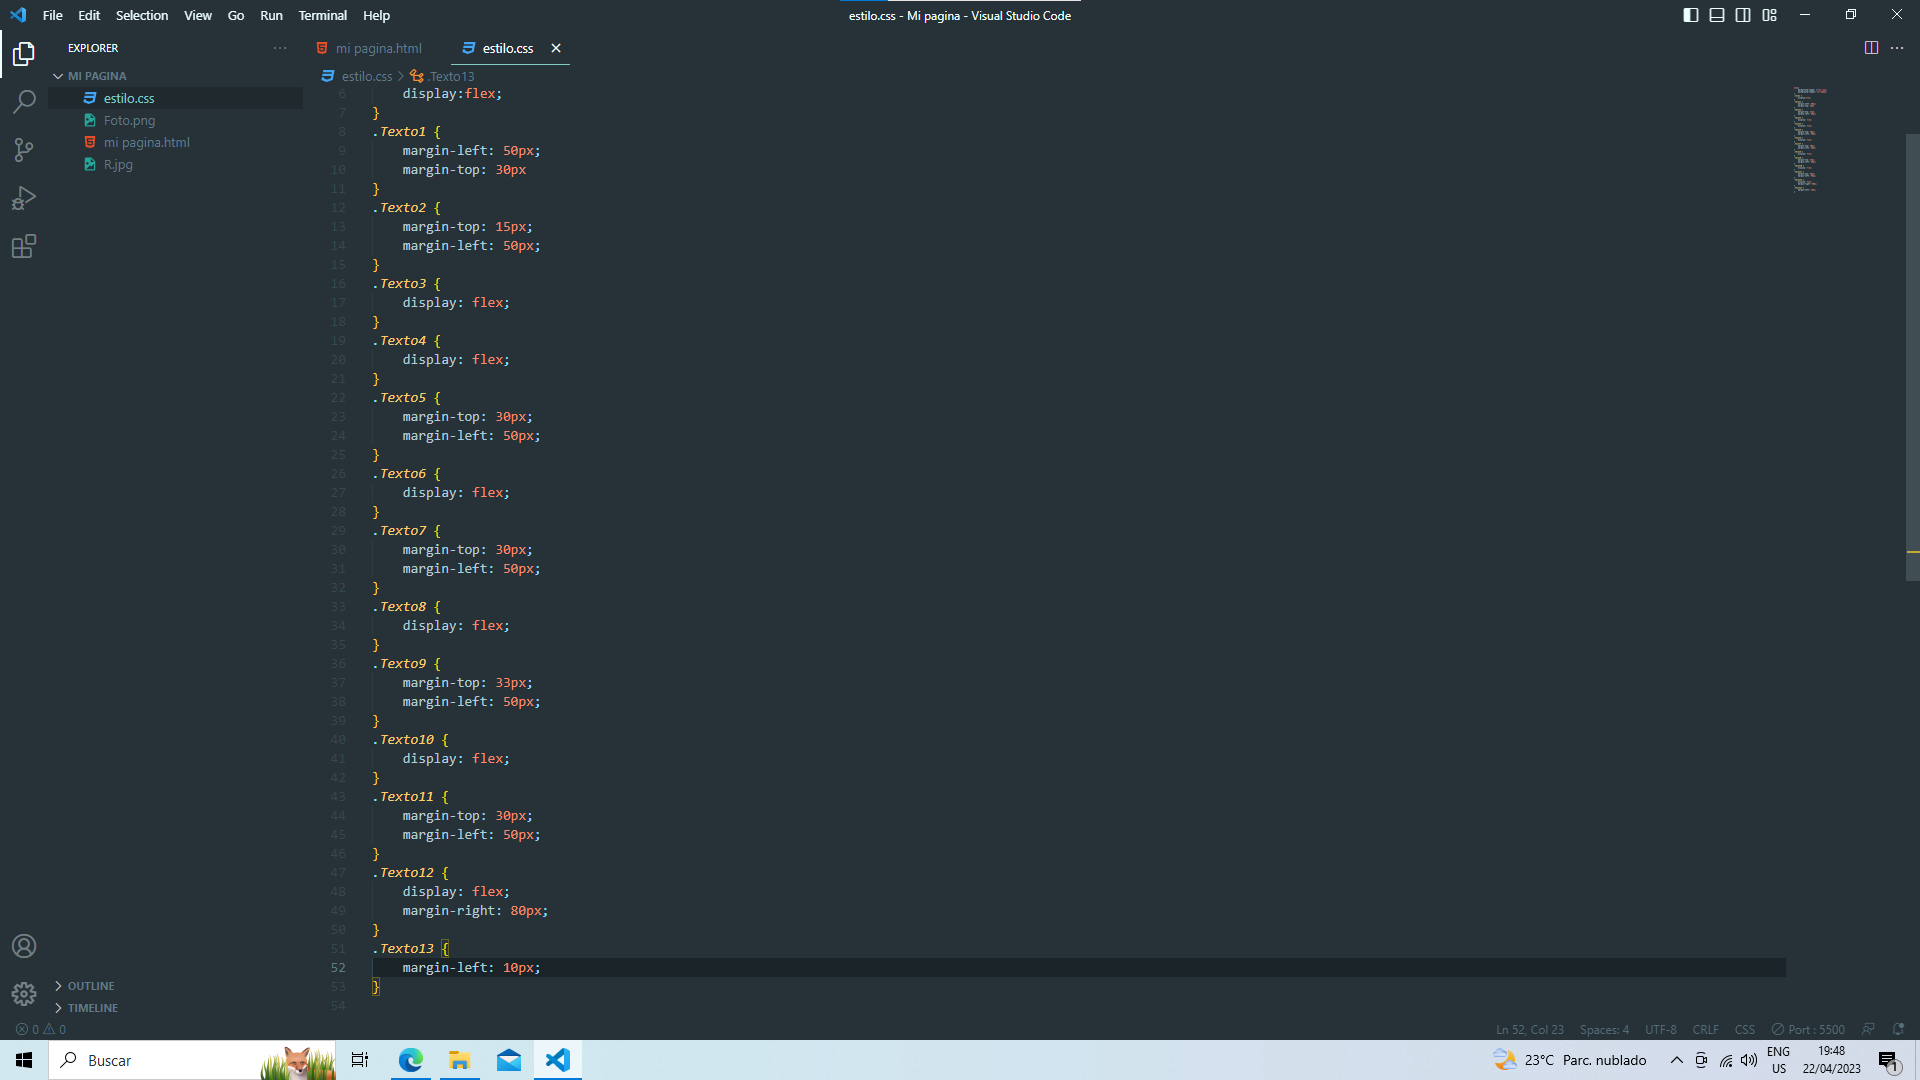 File Edit Selection View Go Run Terminal Help
estilo.css - Mi pagina - Visual Studio Code
EXPLORER
MI PAGINA
estilo.css
Foto.png
mi pagina.html
R.jpg
OUTLINE
TIMELINE
mi pagina.html estilo.css
estilo.css > .Texto13
6 display:flex;
7 }
8 .Texto1 {
9 margin-left: 50px;
10 margin-top: 30px
11 }
12 .Texto2 {
13 margin-top: 15px;
14 margin-left: 50px;
15 }
16 .Texto3 {
17 display: flex;
18 }
19 .Texto4 {
20 display: flex;
21 }
22 .Texto5 {
23 margin-top: 30px;
24 margin-left: 50px;
25 }
26 .Texto6 {
27 display: flex;
28 }
29 .Texto7 {
30 margin-top: 30px;
31 margin-left: 50px;
32 }
33 .Texto8 {
34 display: flex;
35 }
36 .Texto9 {
37 margin-top: 33px;
38 margin-left: 50px;
39 }
40 .Texto10 {
41 display: flex;
42 }
43 .Texto11 {
44 margin-top: 30px;
45 margin-left: 50px;
46 }
47 .Texto12 {
48 display: flex;
49 margin-right: 80px;
50 }
51 .Texto13 {
52 margin-left: 10px;
53 }
54
0 0
Ln 52, Col 23 Spaces: 4 UTF-8 CRLF CSS Port : 5500
Buscar
23°C Parc. nublado
ENG
US
19:48
22/04/2023
1